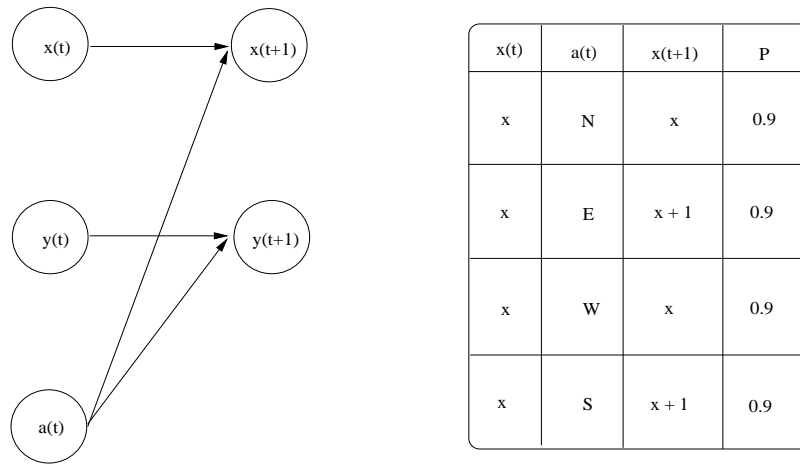 x(t)
x(t+1)
y(t)
y(t+1)
a(t)
x(t) a(t) x(t+1) P
x N x 0.9
x E x + 1 0.9
x W x 0.9
x S x + 1 0.9